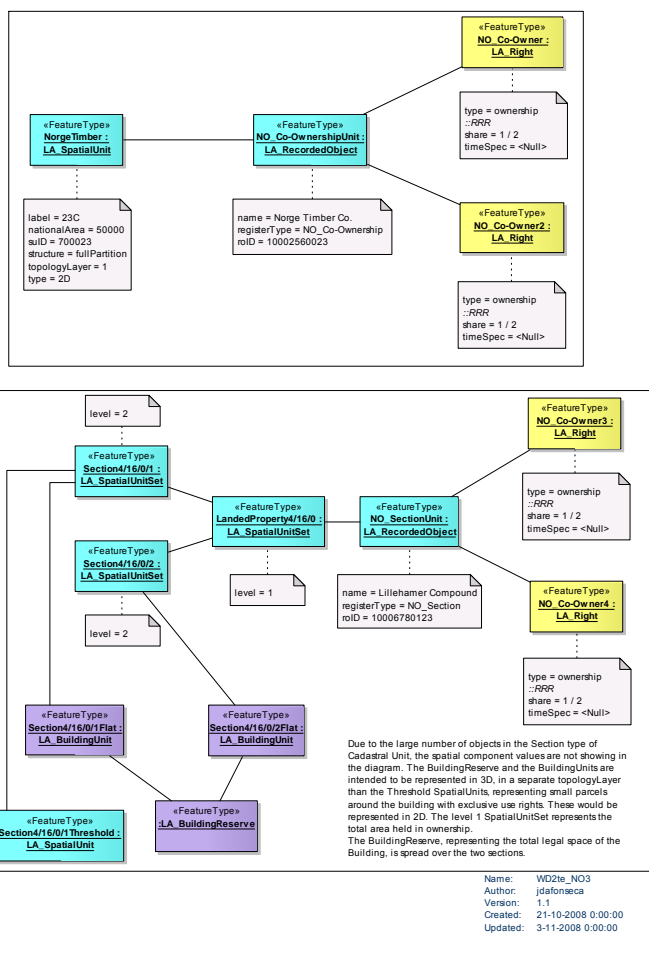 «FeatureType»
NO_Co-Owner :
LA_Right
type = ownership
::RRR
share = 1 / 2
timeSpec = <Null>
«FeatureType»
NorgeTimber :
LA_SpatialUnit
«FeatureType»
NO_Co-OwnershipUnit :
LA_RecordedObject
label = 23C
nationalArea = 50000
suID = 700023
structure = fullPartition
topologyLayer = 1
type = 2D
name = Norge Timber Co.
registerType = NO_Co-Ownership
roID = 10002560023
«FeatureType»
NO_Co-Owner2 :
LA_Right
type = ownership
::RRR
share = 1 / 2
timeSpec = <Null>
level = 2
«FeatureType»
Section4/16/0/1 :
LA_SpatialUnitSet
«FeatureType»
NO_Co-Owner3 :
LA_Right
type = ownership
::RRR
share = 1 / 2
timeSpec = <Null>
«FeatureType»
LandedProperty4/16/0 :
LA_SpatialUnitSet
«FeatureType»
NO_SectionUnit :
LA_RecordedObject
«FeatureType»
Section4/16/0/2 :
LA_SpatialUnitSet
level = 2
level = 1
name = Lillehamer Compound
registerType = NO_Section
roID = 10006780123
«FeatureType»
NO_Co-Owner4 :
LA_Right
type = ownership
::RRR
share = 1 / 2
timeSpec = <Null>
«FeatureType»
Section4/16/0/1Flat :
LA_BuildingUnit
«FeatureType»
Section4/16/0/2Flat :
LA_BuildingUnit
«FeatureType»
:LA_BuildingReserve
«FeatureType»
Section4/16/0/1Threshold :
LA_SpatialUnit
Due to the large number of objects in the Section type of
Cadastral Unit, the spatial component values are not showing in
the diagram. The BuildingReserve and the BuildingUnits are
intended to be represented in 3D, in a separate topologyLayer
than the Threshold SpatialUnits, representing small parcels
around the building with exclusive use rights. These would be
represented in 2D. The level 1 SpatialUnitSet represents the
total area held in ownership.
The BuildingReserve, representing the total legal space of the
Building, is spread over the two sections.
Name: WD2te_NO3
Author: jdafonseca
Version: 1.1
Created: 21-10-2008 0:00:00
Updated: 3-11-2008 0:00:00